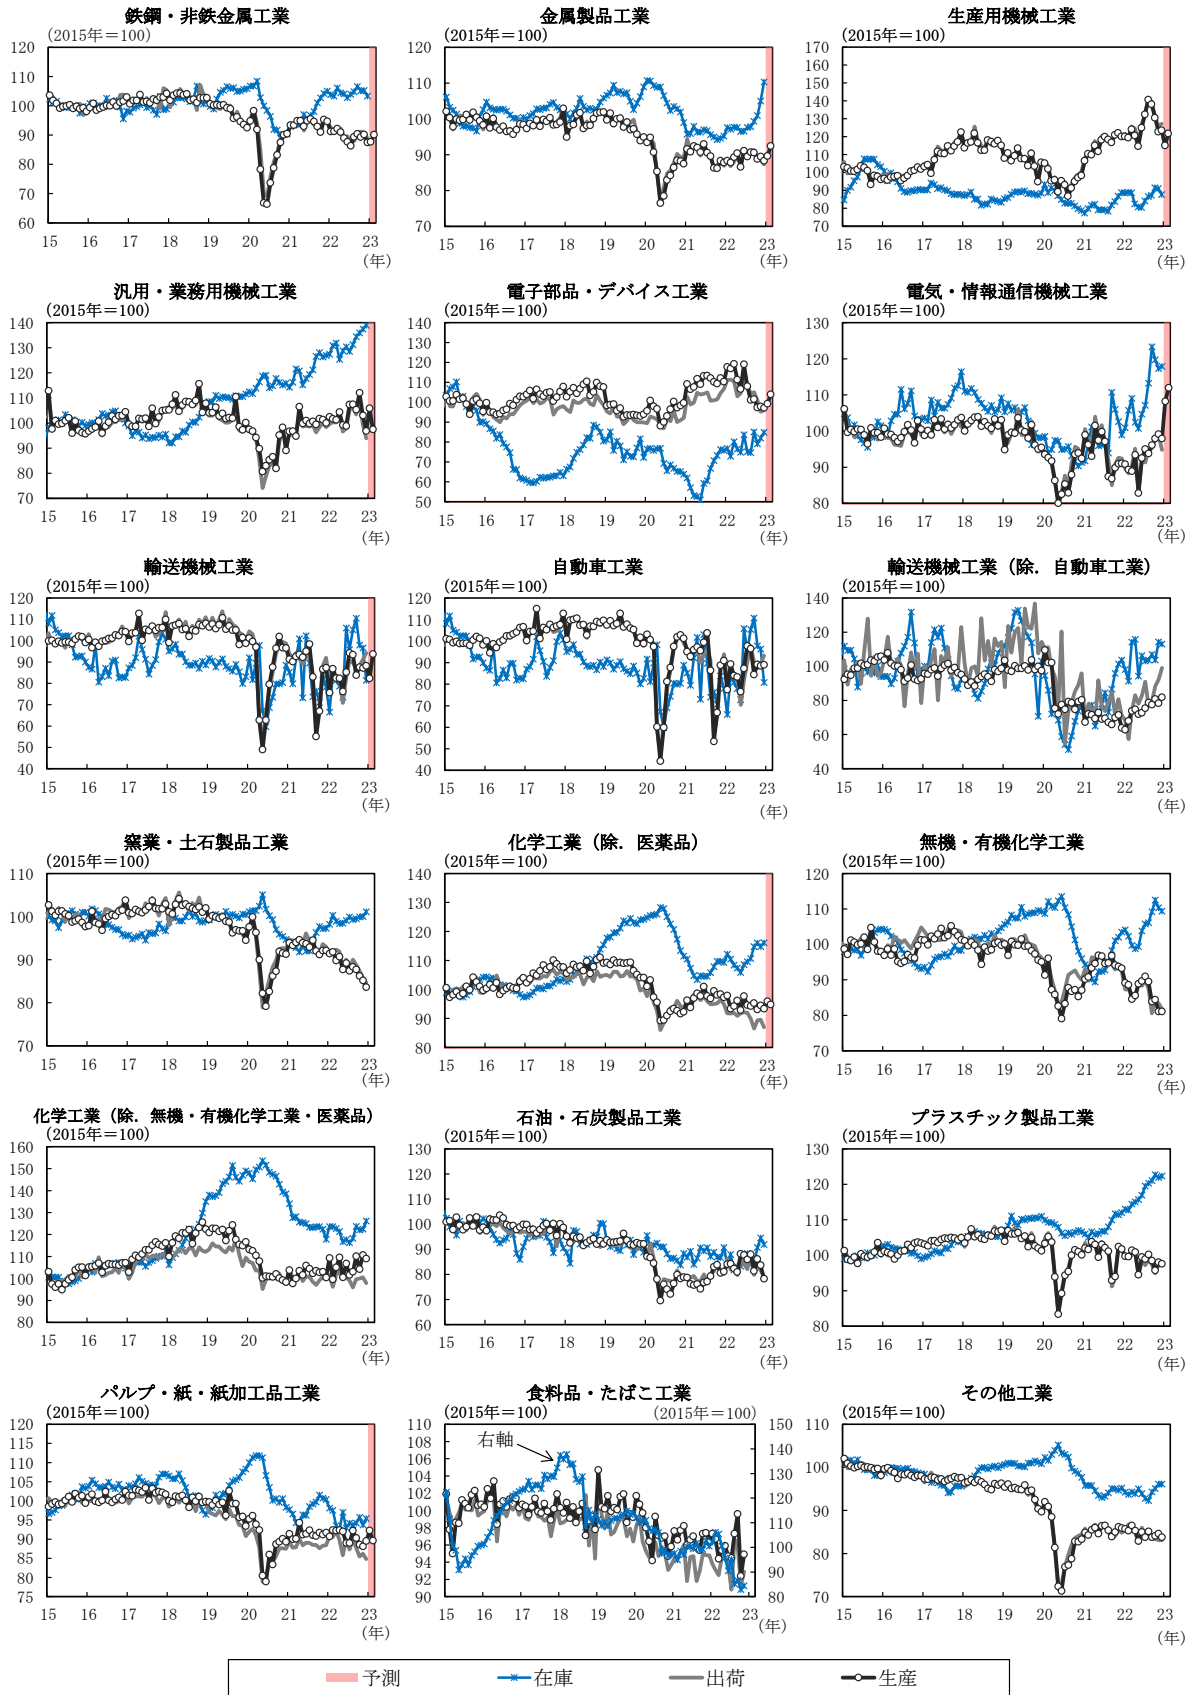 鉄鋼・非鉄金属工業
(2015年＝100)
120
110
100
90
80
70
60
15 16 17 18 19 20 21 22 23
(年)
金属製品工業
(2015年＝100)
120
110
100
90
80
70
15 16 17 18 19 20 21 22 23
(年)
生産用機械工業
(2015年＝100)
170
160
150
140
130
120
110
100
90
80
70
15 16 17 18 19 20 21 22 23
(年)
汎用・業務用機械工業
(2015年＝100)
140
130
120
110
100
90
80
70
15 16 17 18 19 20 21 22 23
(年)
電子部品・デバイス工業
(2015年＝100)
140
130
120
110
100
90
80
70
60
50
15 16 17 18 19 20 21 22 23
(年)
電気・情報通信機械工業
(2015年＝100)
130
120
110
100
90
80
15 16 17 18 19 20 21 22 23
(年)
輸送機械工業
(2015年＝100)
120
110
100
90
80
70
60
50
40
15 16 17 18 19 20 21 22 23
(年)
自動車工業
(2015年＝100)
120
110
100
90
80
70
60
50
40
15 16 17 18 19 20 21 22 23
(年)
輸送機械工業（除．自動車工業）
(2015年＝100)
140
120
100
80
60
40
15 16 17 18 19 20 21 22 23
(年)
窯業・土石製品工業
(2015年＝100)
110
100
90
80
70
15 16 17 18 19 20 21 22 23
(年)
化学工業（除．医薬品）
(2015年＝100)
140
130
120
110
100
90
80
15 16 17 18 19 20 21 22 23
(年)
無機・有機化学工業
(2015年＝100)
120
110
100
90
80
70
15 16 17 18 19 20 21 22 23
(年)
化学工業（除．無機・有機化学工業・医薬品）
(2015年＝100)
160
150
140
130
120
110
100
90
80
15 16 17 18 19 20 21 22 23
(年)
石油・石炭製品工業
(2015年＝100)
130
120
110
100
90
80
70
60
15 16 17 18 19 20 21 22 23
(年)
プラスチック製品工業
(2015年＝100)
130
120
110
100
90
80
15 16 17 18 19 20 21 22 23
(年)
パルプ・紙・紙加工品工業
(2015年＝100)
120
115
110
105
100
95
90
85
80
75
15 16 17 18 19 20 21 22 23
(年)
食料品・たばこ工業
(2015年＝100) (2015年＝100)
右軸
110
108
106
104
102
100
98
96
94
92
90
150
140
130
120
110
100
90
80
15 16 17 18 19 20 21 22 23
(年)
その他工業
(2015年＝100)
110
100
90
80
70
15 16 17 18 19 20 21 22 23
(年)
予測 在庫 出荷 生産